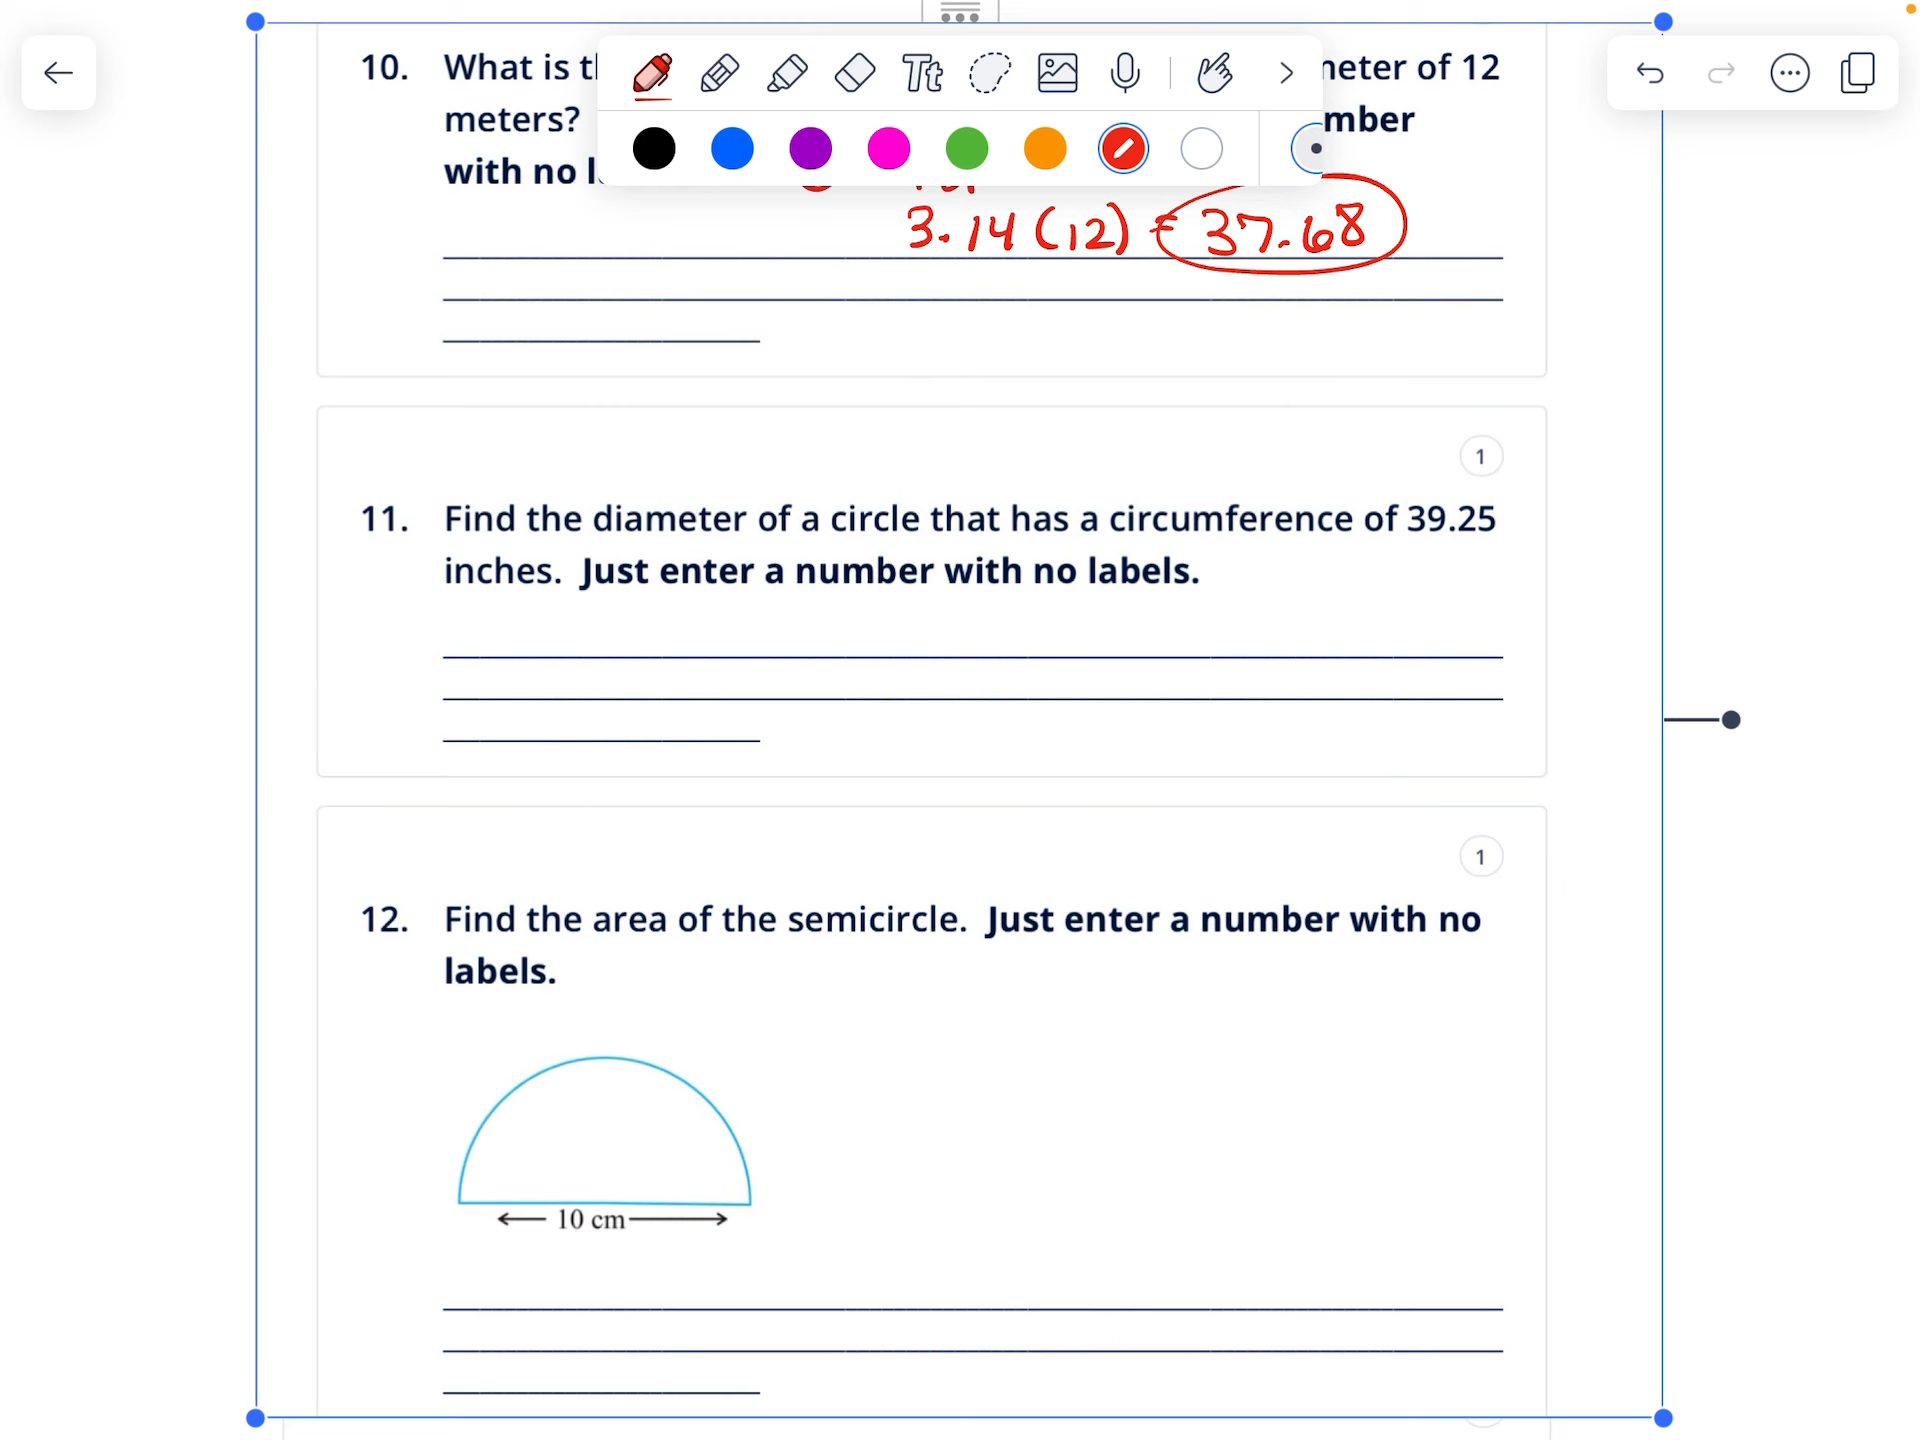 10. What is t
meter of 12
meters?
mber
with no l
3.14 (12) = 37.68
1
11. Find the diameter of a circle that has a circumference of 39.25
inches. Just enter a number with no labels.
1
12. Find the area of the semicircle. Just enter a number with no
labels.
10 cm
Tt